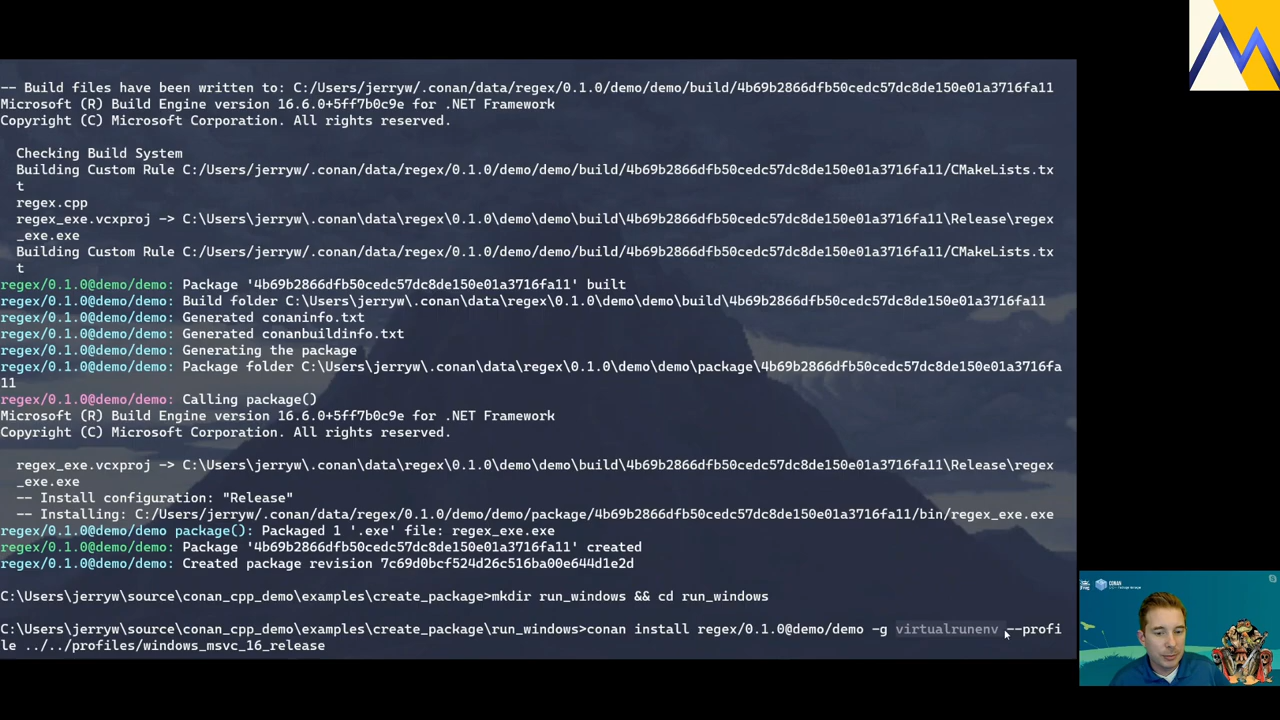 -- Build files have been written to: C:/Users/jerryw/.conan/data/regex/0.1.0/demo/demo/build/4b69b2866dfb50cedc57dc8de150e01a3716fa11
Microsoft (R) Build Engine version 16.6.0+5ff7b0c9e for .NET Framework
Copyright (C) Microsoft Corporation. All rights reserved.
Checking Build System
Building Custom Rule C:/Users/jerryw/.conan/data/regex/0.1.0/demo/demo/build/4b69b2866dfb50cedc57dc8de150e01a3716fa11/CMakeLists.tx
t
regex.cpp
regex_exe.vcxproj -> C:\Users\jerryw\.conan\data\regex\0.1.0\demo\demo\build\4b69b2866dfb50cedc57dc8de150e01a3716fa11\Release\regex
_exe.exe
Building Custom Rule C:/Users/jerryw/.conan/data/regex/0.1.0/demo/demo/build/4b69b2866dfb50cedc57dc8de150e01a3716fa11/CMakeLists.tx
t
regex/0.1.0@demo/demo: Package '4b69b2866dfb50cedc57dc8de150e01a3716fa11' built
regex/0.1.0@demo/demo: Build folder C:\Users\jerryw\.conan\data\regex\0.1.0\demo\demo\build\4b69b2866dfb50cedc57dc8de150e01a3716fa11
regex/0.1.0@demo/demo: Generated conaninfo.txt
regex/0.1.0@demo/demo: Generated conanbuildinfo.txt
regex/0.1.0@demo/demo: Generating the package
regex/0.1.0@demo/demo: Package folder C:\Users\jerryw\.conan\data\regex\0.1.0\demo\demo\package\4b69b2866dfb50cedc57dc8de150e01a3716fa
11
regex/0.1.0@demo/demo: Calling package()
Microsoft (R) Build Engine version 16.6.0+5ff7b0c9e for .NET Framework
Copyright (C) Microsoft Corporation. All rights reserved.
regex_exe.vcxproj -> C:\Users\jerryw\.conan\data\regex\0.1.0\demo\demo\build\4b69b2866dfb50cedc57dc8de150e01a3716fa11\Release\regex
_exe.exe
-- Install configuration: "Release"
-- Installing: C:/Users/jerryw/.conan/data/regex/0.1.0/demo/demo/package/4b69b2866dfb50cedc57dc8de150e01a3716fa11/bin/regex_exe.exe
regex/0.1.0@demo/demo package(): Packaged 1 '.exe' file: regex_exe.exe
regex/0.1.0@demo/demo: Package '4b69b2866dfb50cedc57dc8de150e01a3716fa11' created
regex/0.1.0@demo/demo: Created package revision 7c69d0bcf524d26c516ba00e644d1e2d
C:\Users\jerryw\source\conan_cpp_demo\examples\create_package>mkdir run_windows && cd run_windows
C:\Users\jerryw\source\conan_cpp_demo\examples\create_package\run_windows>conan install regex/0.1.0@demo/demo -g virtualrunenv --profi
le ../../profiles/windows_msvc_16_release
CONAN